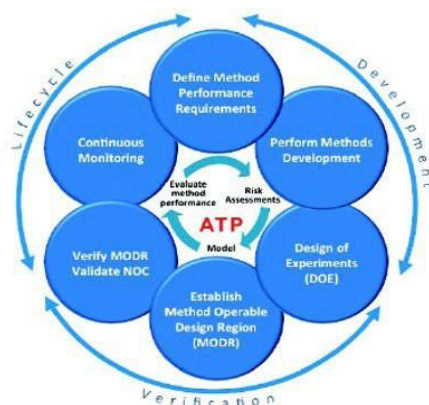 Define Method
Performance
Requirements
Perform Methods
Development
Design of
Experiments
(DOE)
Establish
Method Operable
Design Region
(MODR)
Verify MODR
Validate NOC
Continuous
Monitoring
Evaluate
method
performance
Risk
Assessments
ATP
Model
Lifecycle
Development
Verification